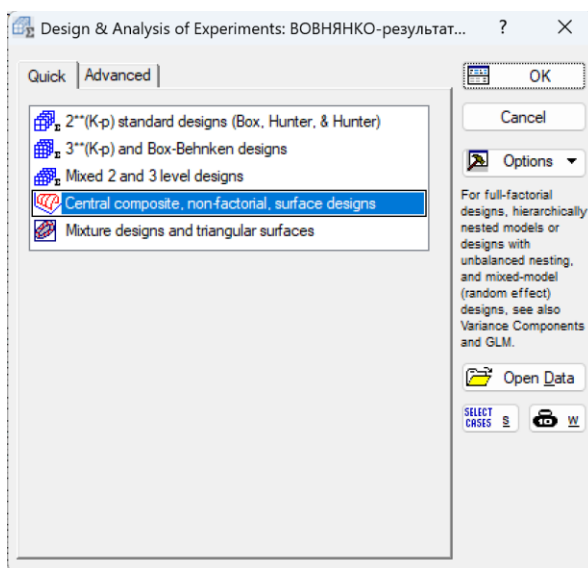 Design & Analysis of Experiments: ВОВНЯНКО-результат... ?
Quick Advanced
2**(K-p) standard designs (Box, Hunter, & Hunter)
3**(K-p) and Box-Behnken designs
Mixed 2 and 3 level designs
Central composite, non-factorial, surface designs
Mixture designs and triangular surfaces
OK
Cancel
Options
For full-factorial
designs, hierarchically
nested models or
designs with
unbalanced nesting,
and mixed-model
(random effect)
designs, see also
Variance Components
and GLM.
Open Data
SELECT
CASES S
10 W